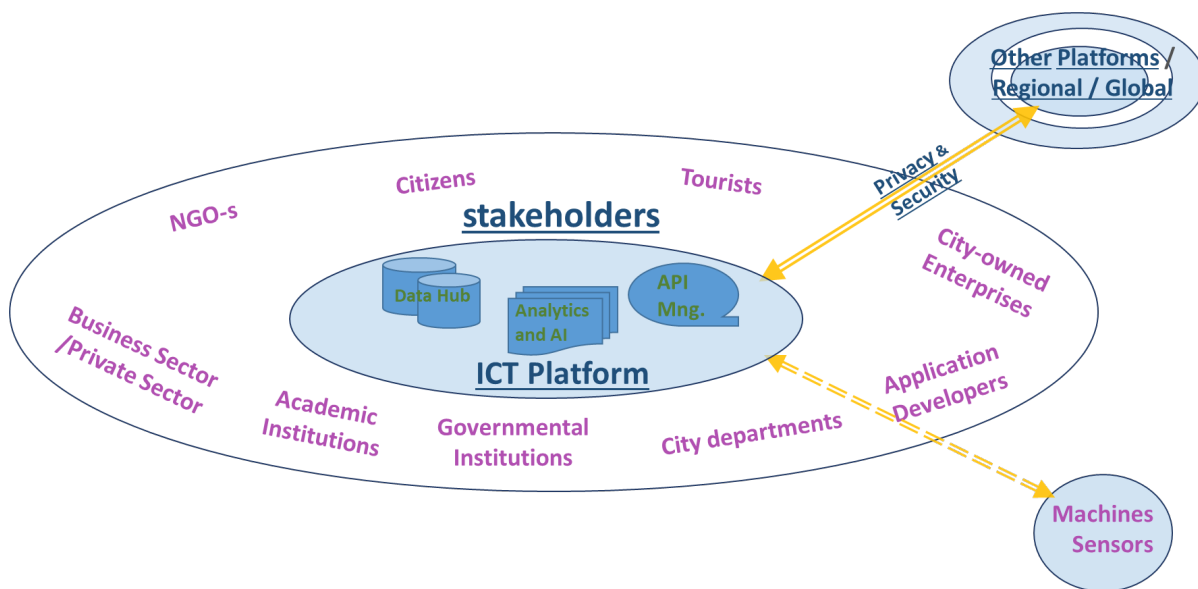 Other Platforms /
Regional / Global
Privacy &
Security
Citizens
Tourists
NGO-s
stakeholders
City-owned
Enterprises
Data Hub
Analytics
and AI
API
Mng.
ICT Platform
Business Sector
/Private Sector
Academic
Institutions
Governmental
Institutions
City departments
Application
Developers
Machines
Sensors